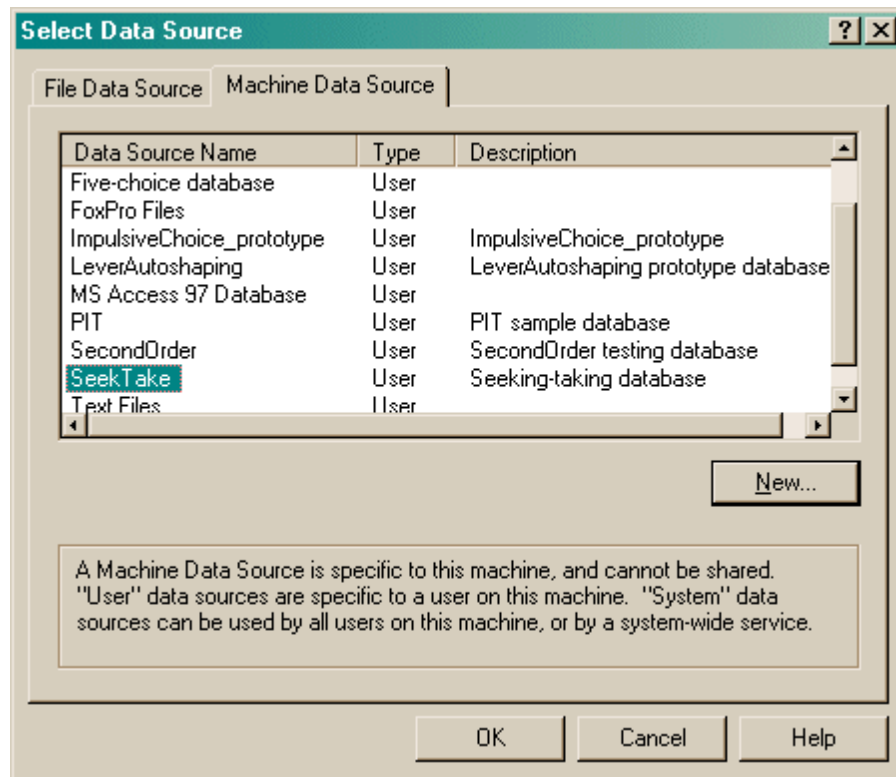 Select Data Source
File Data Source Machine Data Source
Data Source Name Type Description
Five-choice database User
FoxPro Files User
ImpulsiveChoice_prototype User ImpulsiveChoice_prototype
LeverAutoshaping User LeverAutoshaping prototype database
MS Access 97 Database User
PIT User PIT sample database
SecondOrder User SecondOrder testing database
SeekTake User Seeking-taking database
Text Files User
New...
A Machine Data Source is specific to this machine, and cannot be shared.
"User" data sources are specific to a user on this machine. "System" data
sources can be used by all users on this machine, or by a system-wide service.
OK Cancel Help